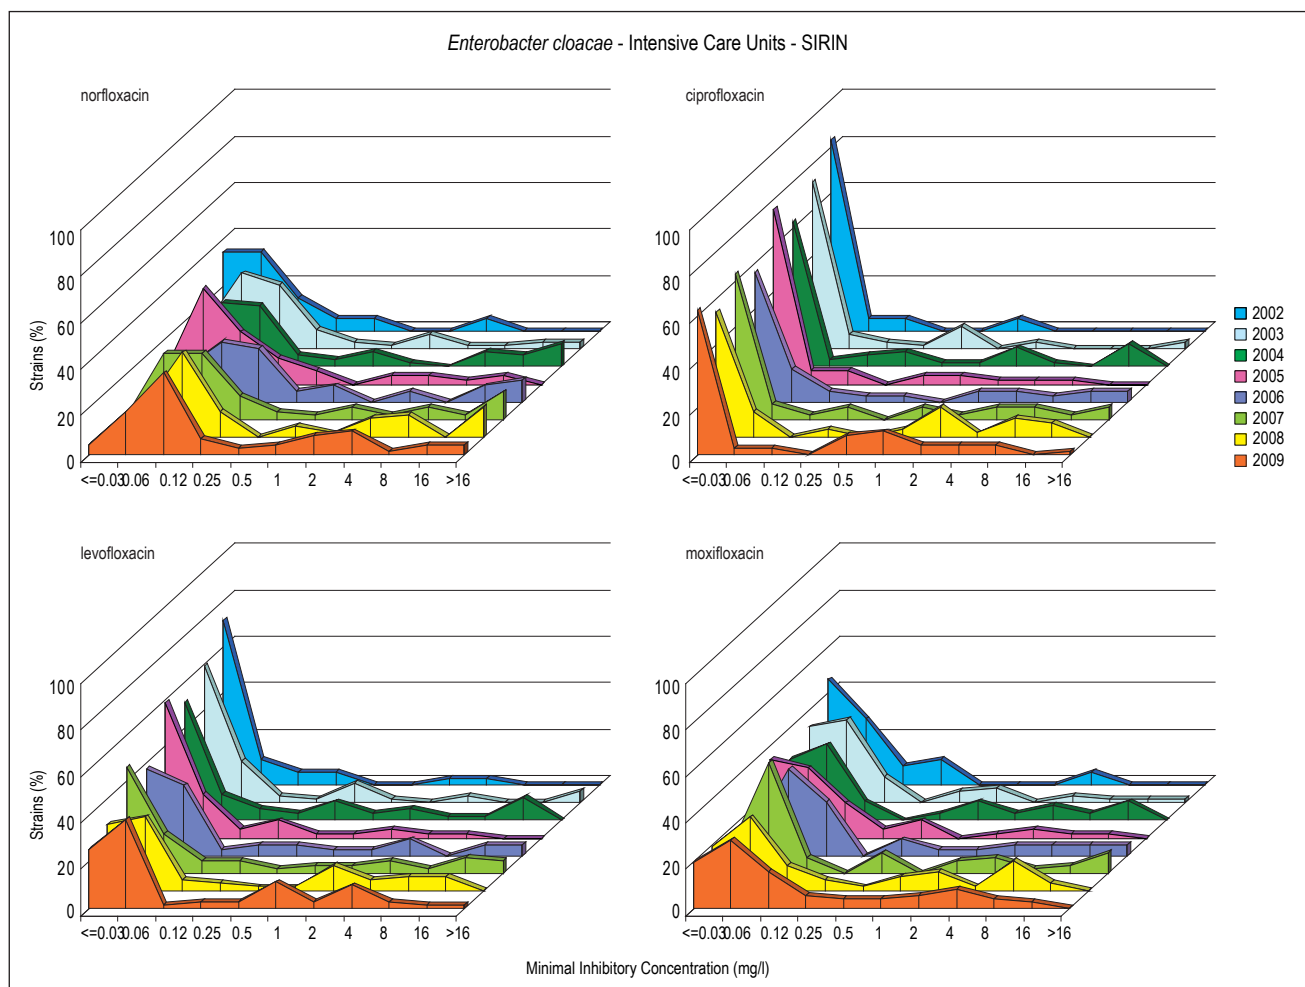 Enterobacter cloacae - Intensive Care Units - SIRIN
norfloxacin
100
80
60
40
20
0
Strains (%)
<=0.03 0.06 0.12 0.25 0.5 1 2 4 8 16 >16
ciprofloxacin
100
80
60
40
20
0
<=0.03 0.06 0.12 0.25 0.5 1 2 4 8 16 >16
2002
2003
2004
2005
2006
2007
2008
2009
levofloxacin
100
80
60
40
20
0
Strains (%)
<=0.03 0.06 0.12 0.25 0.5 1 2 4 8 16 >16
moxifloxacin
100
80
60
40
20
0
<=0.03 0.06 0.12 0.25 0.5 1 2 4 8 16 >16
Minimal Inhibitory Concentration (mg/l)